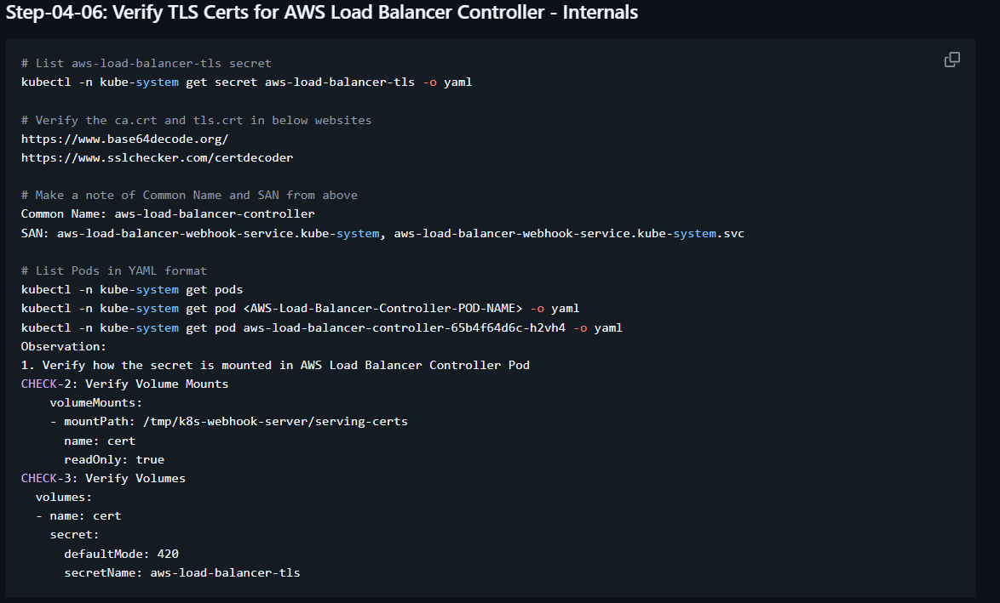 Step-04-06: Verify TLS Certs for AWS Load Balancer Controller - Internals
# List aws-load-balancer-tls secret
kubectl -n kube-system get secret aws-load-balancer-tls -o yaml
# Verify the ca.crt and tls.crt in below websites
https://www.base64decode.org/
https://www.sslchecker.com/certdecoder
# Make a note of Common Name and SAN from above
Common Name: aws-load-balancer-controller
SAN: aws-load-balancer-webhook-service.kube-system, aws-load-balancer-webhook-service.kube-system.svc
# List Pods in YAML format
kubectl -n kube-system get pods
kubectl -n kube-system get pod <AWS-Load-Balancer-Controller-POD-NAME> -o yaml
kubectl -n kube-system get pod aws-load-balancer-controller-65b4f64d6c-h2vh4 -o yaml
Observation:
1. Verify how the secret is mounted in AWS Load Balancer Controller Pod
CHECK-2: Verify Volume Mounts
    volumeMounts:
    - mountPath: /tmp/k8s-webhook-server/serving-certs
      name: cert
      readOnly: true
CHECK-3: Verify Volumes
  volumes:
  - name: cert
    secret:
      defaultMode: 420
      secretName: aws-load-balancer-tls